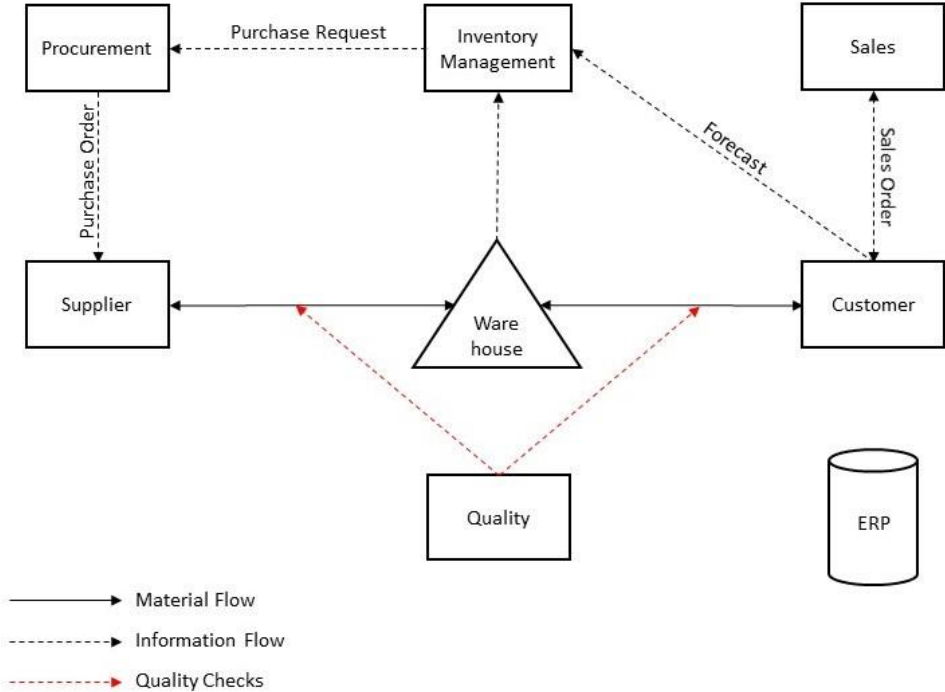 Procurement
Purchase Request
Inventory
Management
Sales
Purchase Order
Forecast
Sales Order
Supplier
Ware
house
Customer
Quality
ERP
Material Flow
Information Flow
Quality Checks